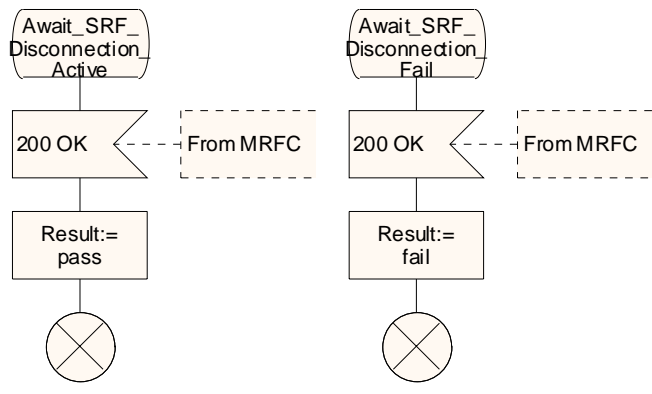 Await_SRF_
Disconnection_
Active
200 OK
From MRFC
Result:=
pass
Await_SRF_
Disconnection_
Fail
200 OK
From MRFC
Result:=
fail